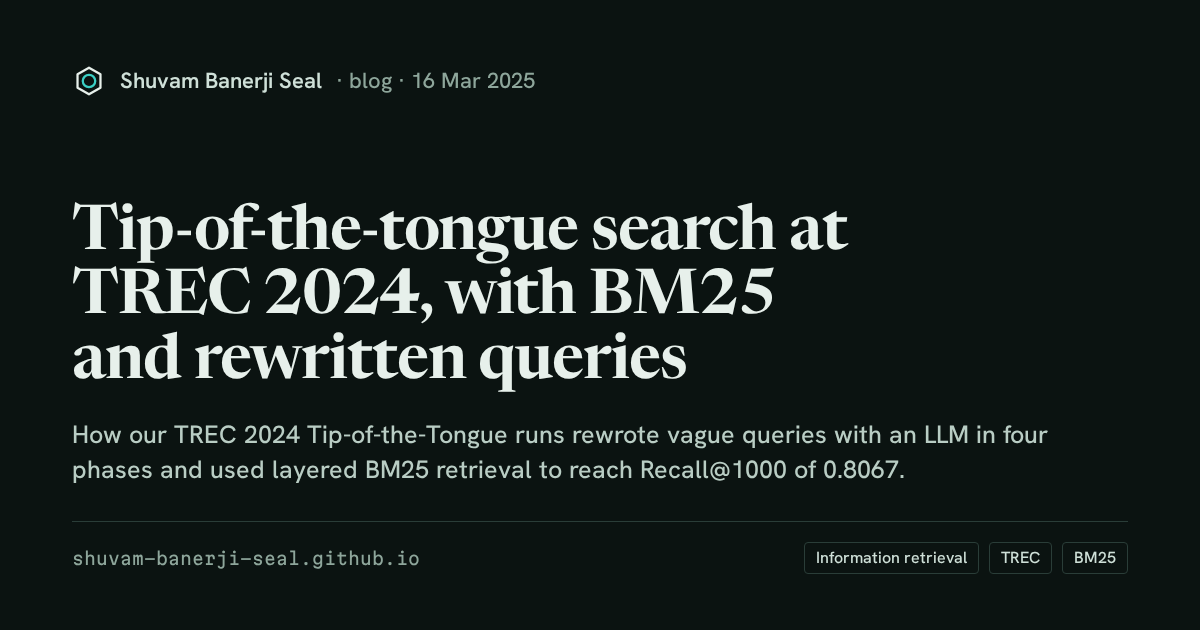 Shuvam Banerji Seal · blog · 16 Mar 2025
Tip-of-the-tongue search at
TREC 2024, with BM25
and rewritten queries
How our TREC 2024 Tip-of-the-Tongue runs rewrote vague queries with an LLM in four
phases and used layered BM25 retrieval to reach Recall@1000 of 0.8067.
shuvam-banerji-seal.github.io
Information retrieval TREC BM25